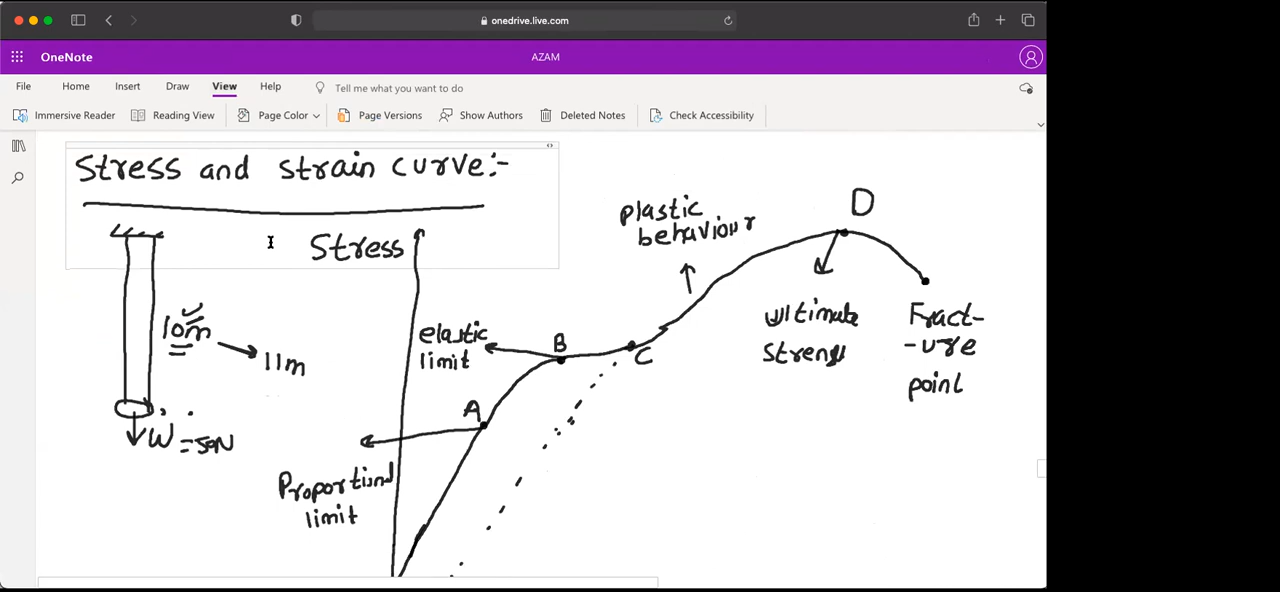 onedrive.live.com
OneNote
AZAM
File
Home
Insert
Draw
View
Help
Tell me what you want to do
Immersive Reader
Reading View
Page Color
Page Versions
Show Authors
Deleted Notes
Check Accessibility
Stress and strain curve:-
Stress
10m
11m
W=50N
elastic
limit
Proportional
limit
A
B
C
D
plastic
behaviour
ultimate
Fract-
-ure
point